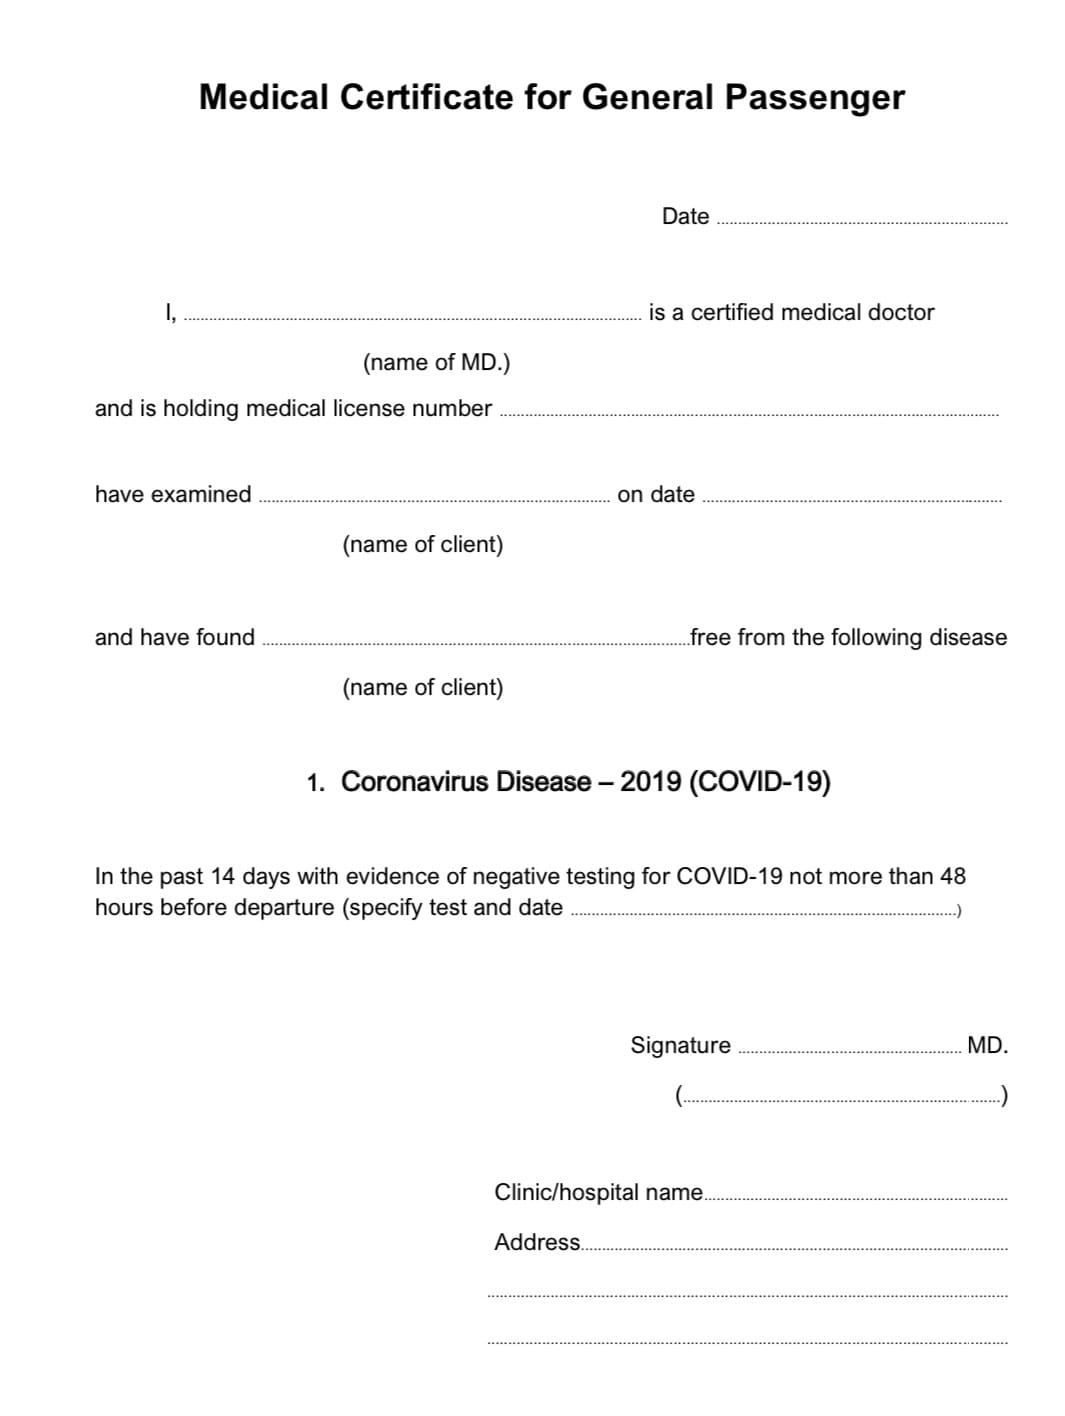 Medical Certificate for General Passenger
Date ........................................
I, ........................................ is a certified medical doctor
(name of MD.)
and is holding medical license number ........................................
have examined ........................................ on date ........................................
(name of client)
and have found ........................................free from the following disease
(name of client)
1. Coronavirus Disease – 2019 (COVID-19)
In the past 14 days with evidence of negative testing for COVID-19 not more than 48
hours before departure (specify test and date ........................................)
Signature ........................................ MD.
(........................................)
Clinic/hospital name........................................
Address........................................
........................................
........................................